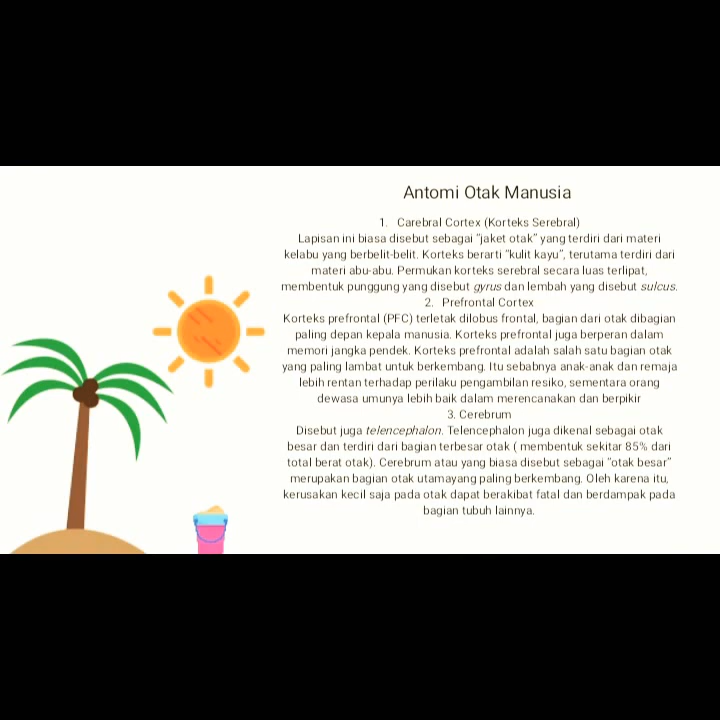 Antomi Otak Manusia
1. Carebral Cortex (Korteks Serebral)
Lapisan ini biasa disebut sebagai “jaket otak” yang terdiri dari materi
kelabu yang berbelit-belit. Korteks berarti “kulit kayu”, terutama terdiri dari
materi abu-abu. Permukan korteks serebral secara luas terlipat,
membentuk punggung yang disebut gyrus dan lembah yang disebut sulcus.
2. Prefrontal Cortex
Korteks prefrontal (PFC) terletak dilobus frontal, bagian dari otak dibagian
paling depan kepala manusia. Korteks prefrontal juga berperan dalam
memori jangka pendek. Korteks prefrontal adalah salah satu bagian otak
yang paling lambat untuk berkembang. Itu sebabnya anak-anak dan remaja
lebih rentan terhadap perilaku pengambilan resiko, sementara orang
dewasa umunya lebih baik dalam merencanakan dan berpikir
3. Cerebrum
Disebut juga telencephalon. Telencephalon juga dikenal sebagai otak
besar dan terdiri dari bagian terbesar otak ( membentuk sekitar 85% dari
total berat otak). Cerebrum atau yang biasa disebut sebagai “otak besar”
merupakan bagian otak utamayang paling berkembang. Oleh karena itu,
kerusakan kecil saja pada otak dapat berakibat fatal dan berdampak pada
bagian tubuh lainnya.